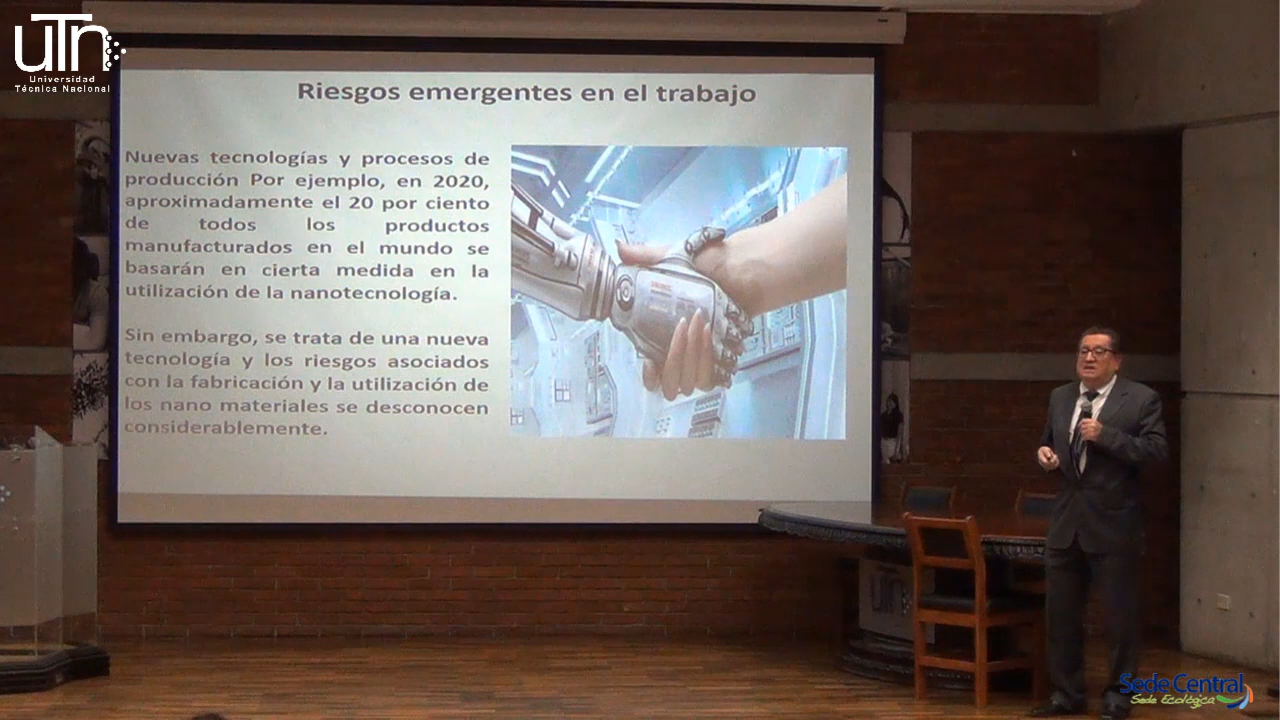 UTN
Universidad
Técnica Nacional
Riesgos emergentes en el trabajo
Nuevas tecnologías y procesos de
producción Por ejemplo, en 2020,
aproximadamente el 20 por ciento
de todos los productos
manufacturados en el mundo se
basarán en cierta medida en la
utilización de la nanotecnología.
Sin embargo, se trata de una nueva
tecnología y los riesgos asociados
con la fabricación y la utilización de
los nano materiales se desconocen
considerablemente.
Sede Central
Sede Ecológica